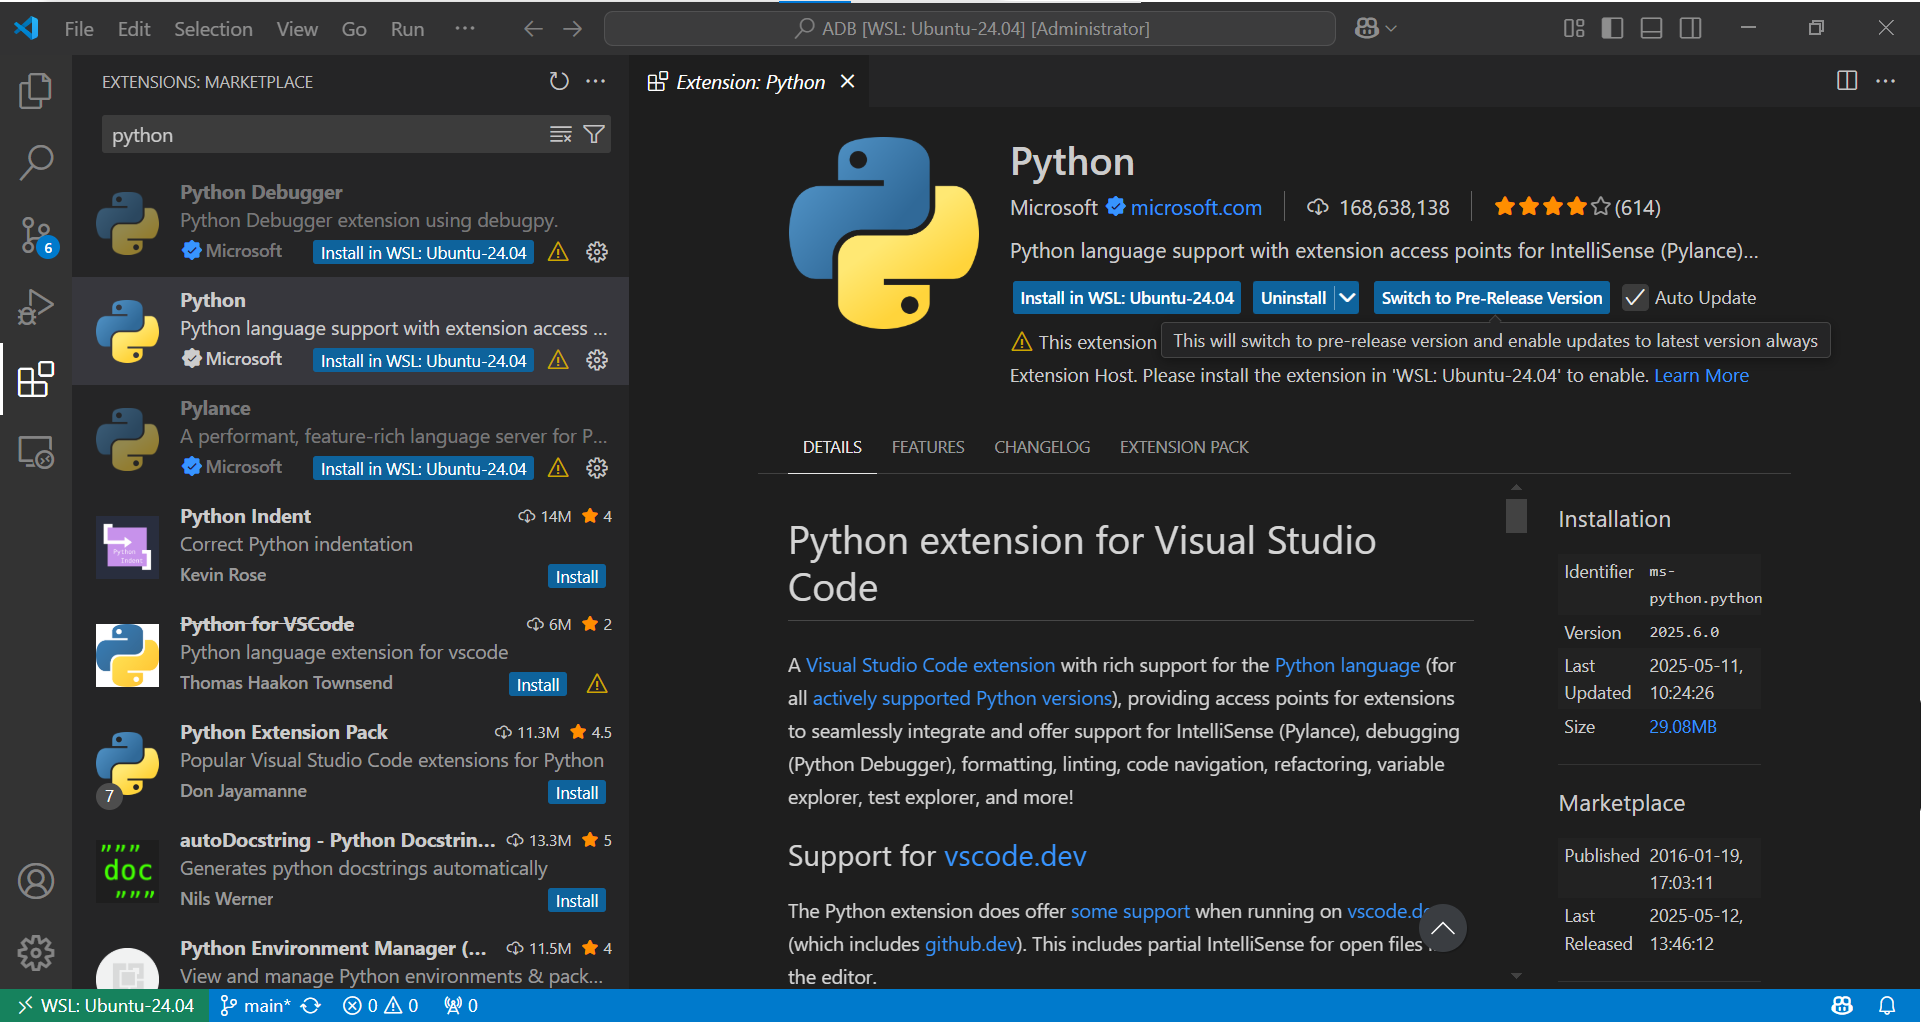 File Edit Selection View Go Run ··· ADB [WSL: Ubuntu-24.04] [Administrator]
EXTENSIONS: MARKETPLACE
python
Python Debugger
Python Debugger extension using debugpy.
Microsoft Install in WSL: Ubuntu-24.04
Python
Python language support with extension access ...
Microsoft Install in WSL: Ubuntu-24.04
Pylance
A performant, feature-rich language server for P...
Microsoft Install in WSL: Ubuntu-24.04
Python Indent 14M 4
Correct Python indentation
Kevin Rose Install
Python Indent
Python for VSCode 6M 2
Python language extension for vscode
Thomas Haakon Townsend Install
Python Extension Pack 11.3M 4.5
Popular Visual Studio Code extensions for Python
Don Jayamanne Install
7
autoDocstring - Python Docstrin... 13.3M 5
Generates python docstrings automatically
Nils Werner Install
""" doc """
Python Environment Manager (... 11.5M 4
View and manage Python environments & pack...
6
Extension: Python
Python
Microsoft microsoft.com 168,638,138 (614)
Python language support with extension access points for IntelliSense (Pylance)...
Install in WSL: Ubuntu-24.04 Uninstall Switch to Pre-Release Version Auto Update
This extension
This will switch to pre-release version and enable updates to latest version always
Extension Host. Please install the extension in 'WSL: Ubuntu-24.04' to enable. Learn More
DETAILS FEATURES CHANGELOG EXTENSION PACK
Python extension for Visual Studio
Code
A Visual Studio Code extension with rich support for the Python language (for
all actively supported Python versions), providing access points for extensions
to seamlessly integrate and offer support for IntelliSense (Pylance), debugging
(Python Debugger), formatting, linting, code navigation, refactoring, variable
explorer, test explorer, and more!
Support for vscode.dev
The Python extension does offer some support when running on vscode.de
(which includes github.dev). This includes partial IntelliSense for open files
the editor.
Installation
Identifier ms-
python.python
Version 2025.6.0
Last 2025-05-11,
Updated 10:24:26
Size 29.08MB
Marketplace
Published 2016-01-19,
17:03:11
Last 2025-05-12,
Released 13:46:12
WSL: Ubuntu-24.04 main* 0 0 0